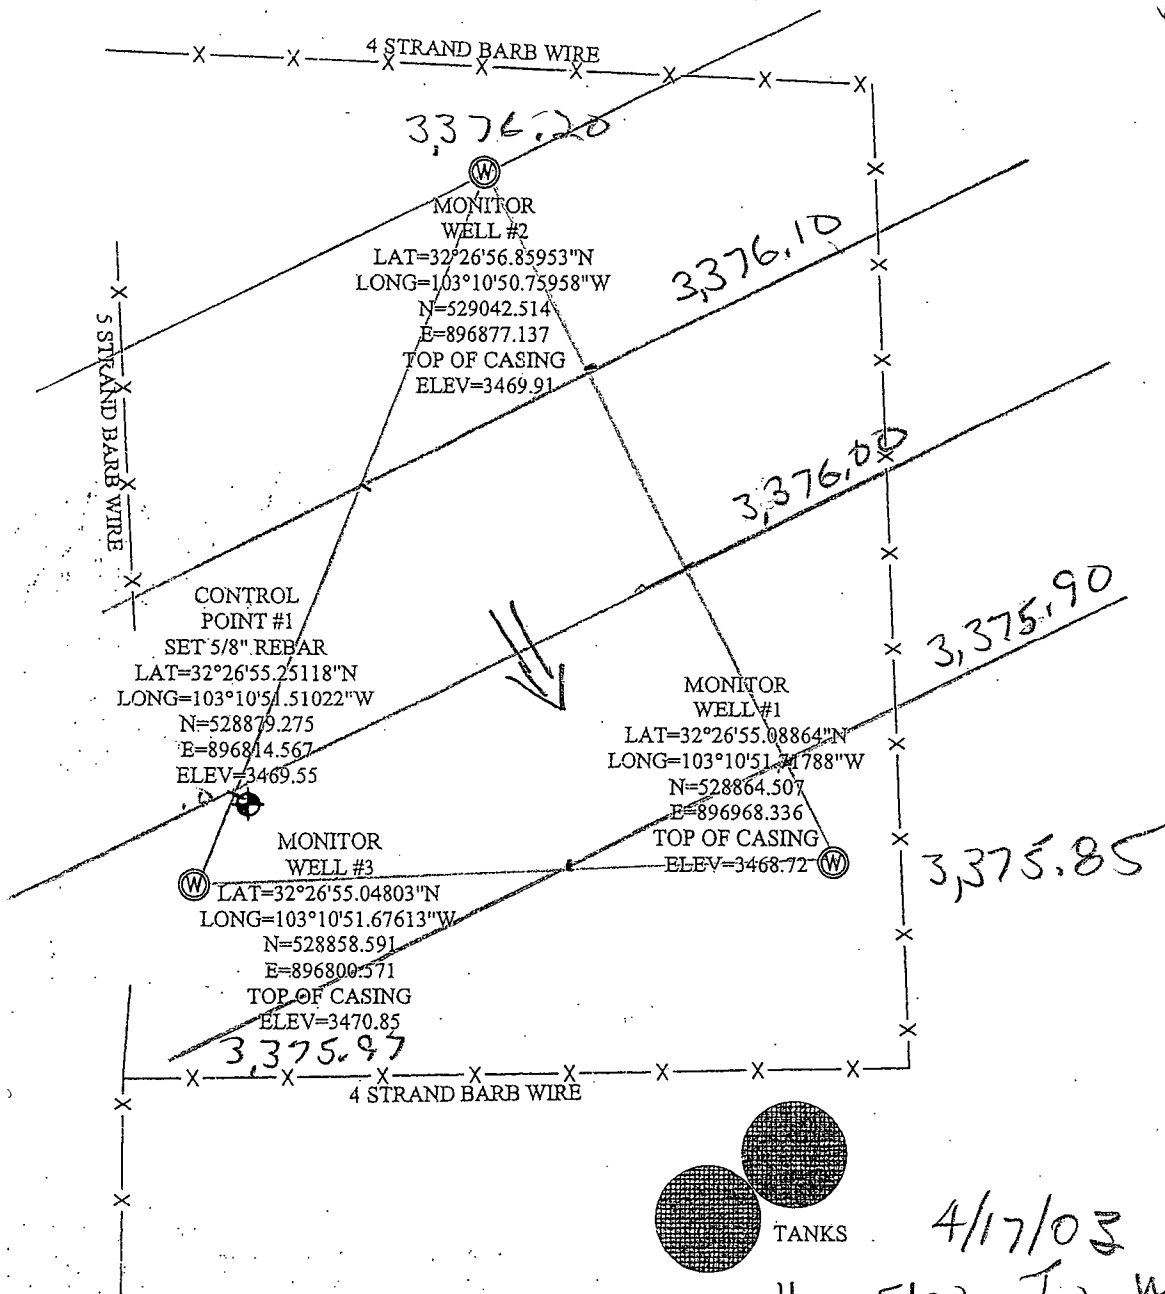 4 STRAND BARB WIRE
3,376.20
W
MONITOR
WELL #2
LAT=32°26'56.85953"N
LONG=103°10'50.75958"W
N=529042.514
E=896877.137
TOP OF CASING
ELEV=3469.91
3,376.10
5 STRAND BARB WIRE
3,376.00
3,375.90
CONTROL
POINT #1
SET 5/8" REBAR
LAT=32°26'55.25118"N
LONG=103°10'51.51022"W
N=528879.275
E=896814.567
ELEV=3469.55
MONITOR
WELL #1
LAT=32°26'55.08864"N
LONG=103°10'51.71788"W
N=528864.507
E=896968.336
TOP OF CASING
ELEV=3468.72
W
3,375.85
MONITOR
WELL #3
W
LAT=32°26'55.04803"N
LONG=103°10'51.67613"W
N=528858.591
E=896800.571
TOP OF CASING
ELEV=3470.85
3,375.97
4 STRAND BARB WIRE
TANKS
4/17/03